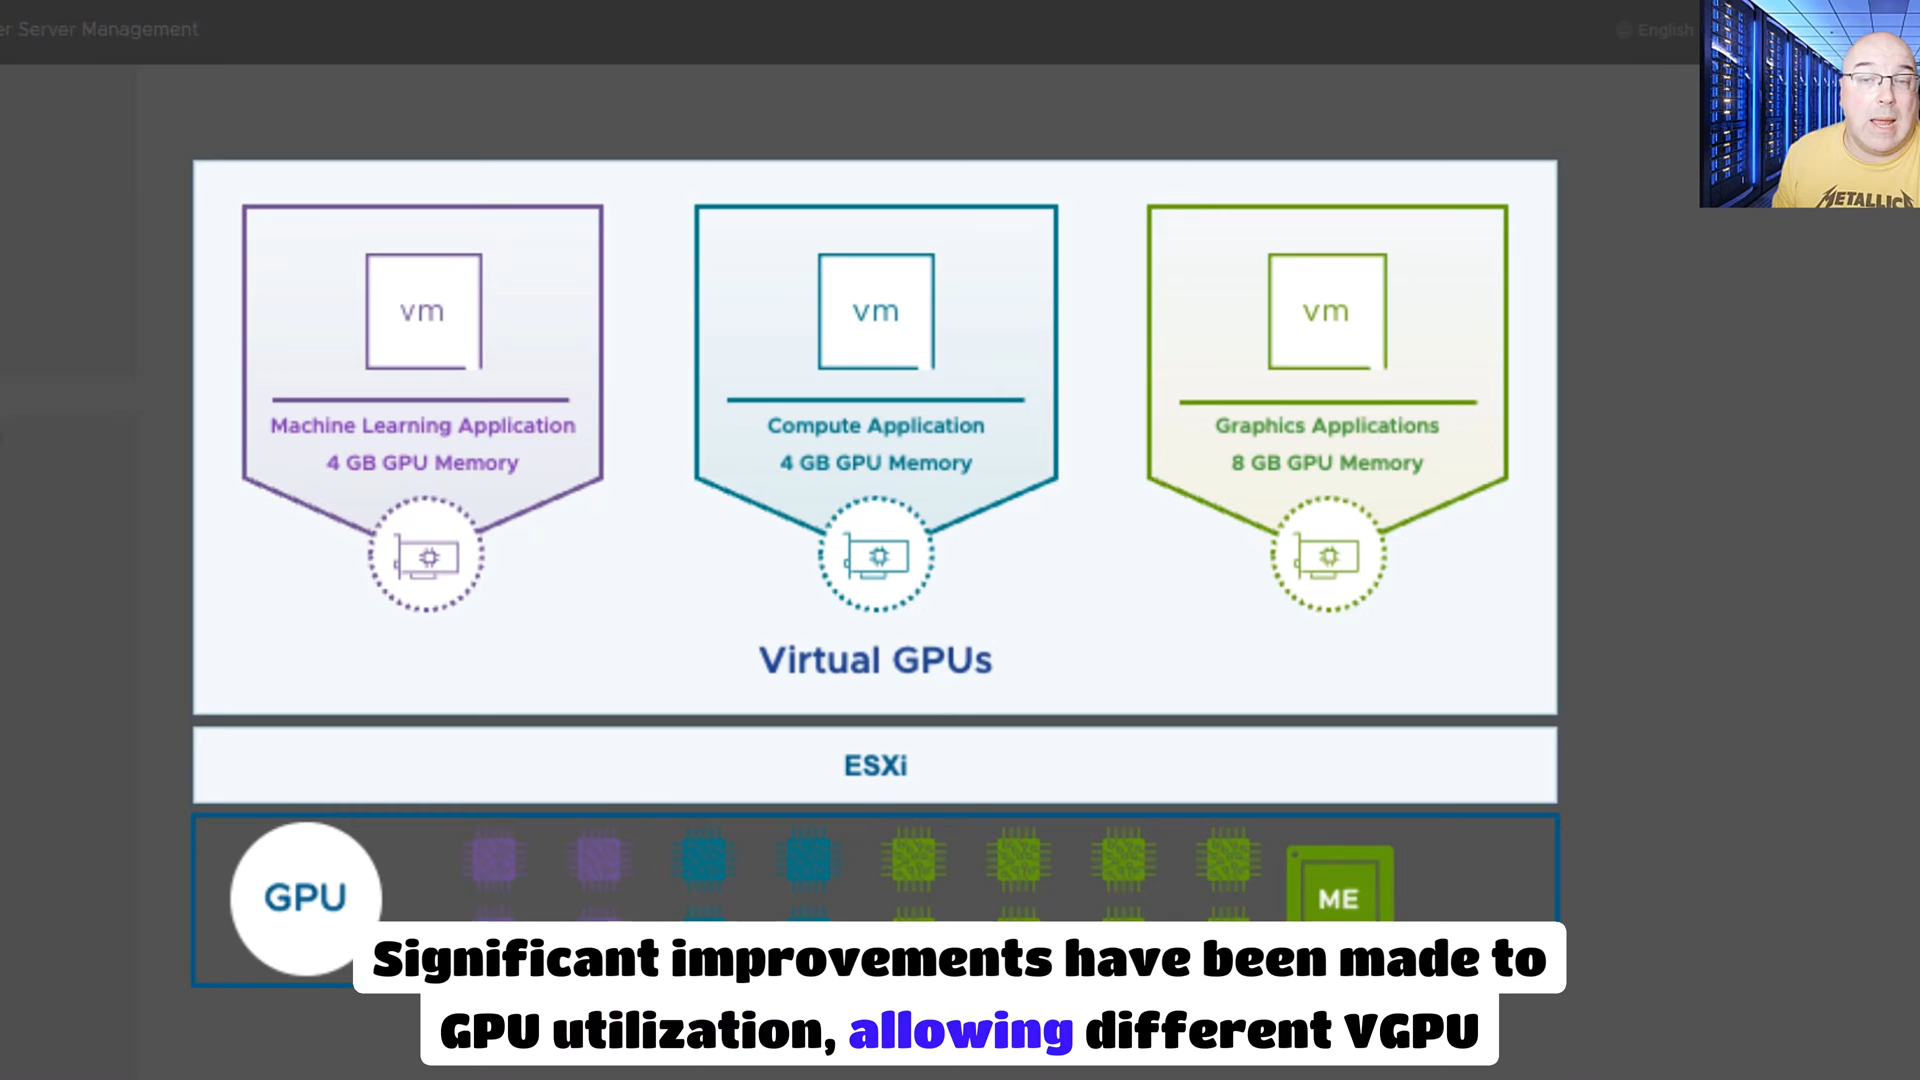 er Server Management
English
METALLICA
vm
vm
vm
Machine Learning Application
4 GB GPU Memory
Compute Application
4 GB GPU Memory
Graphics Applications
8 GB GPU Memory
Virtual GPUs
ESXi
GPU
ME
Significant improvements have been made to
GPU utilization, allowing different VGPU